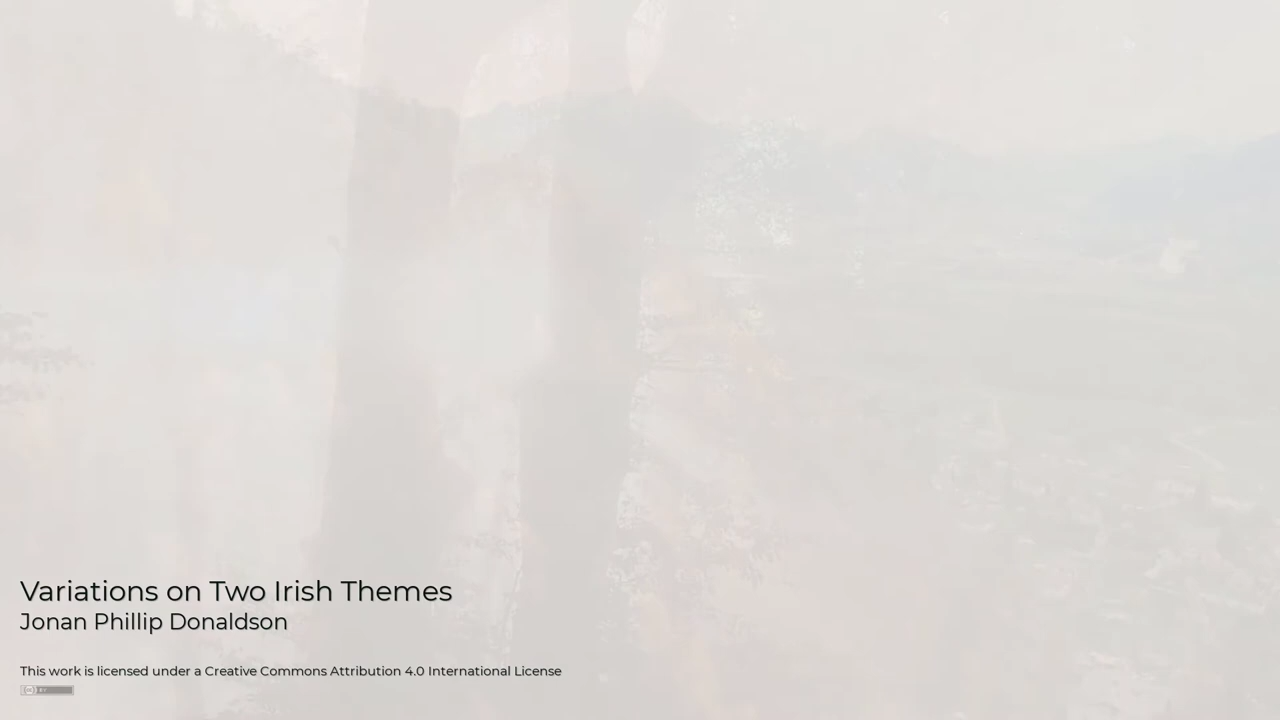 Variations on Two Irish Themes
Jonan Phillip Donaldson
This work is licensed under a Creative Commons Attribution 4.0 International License